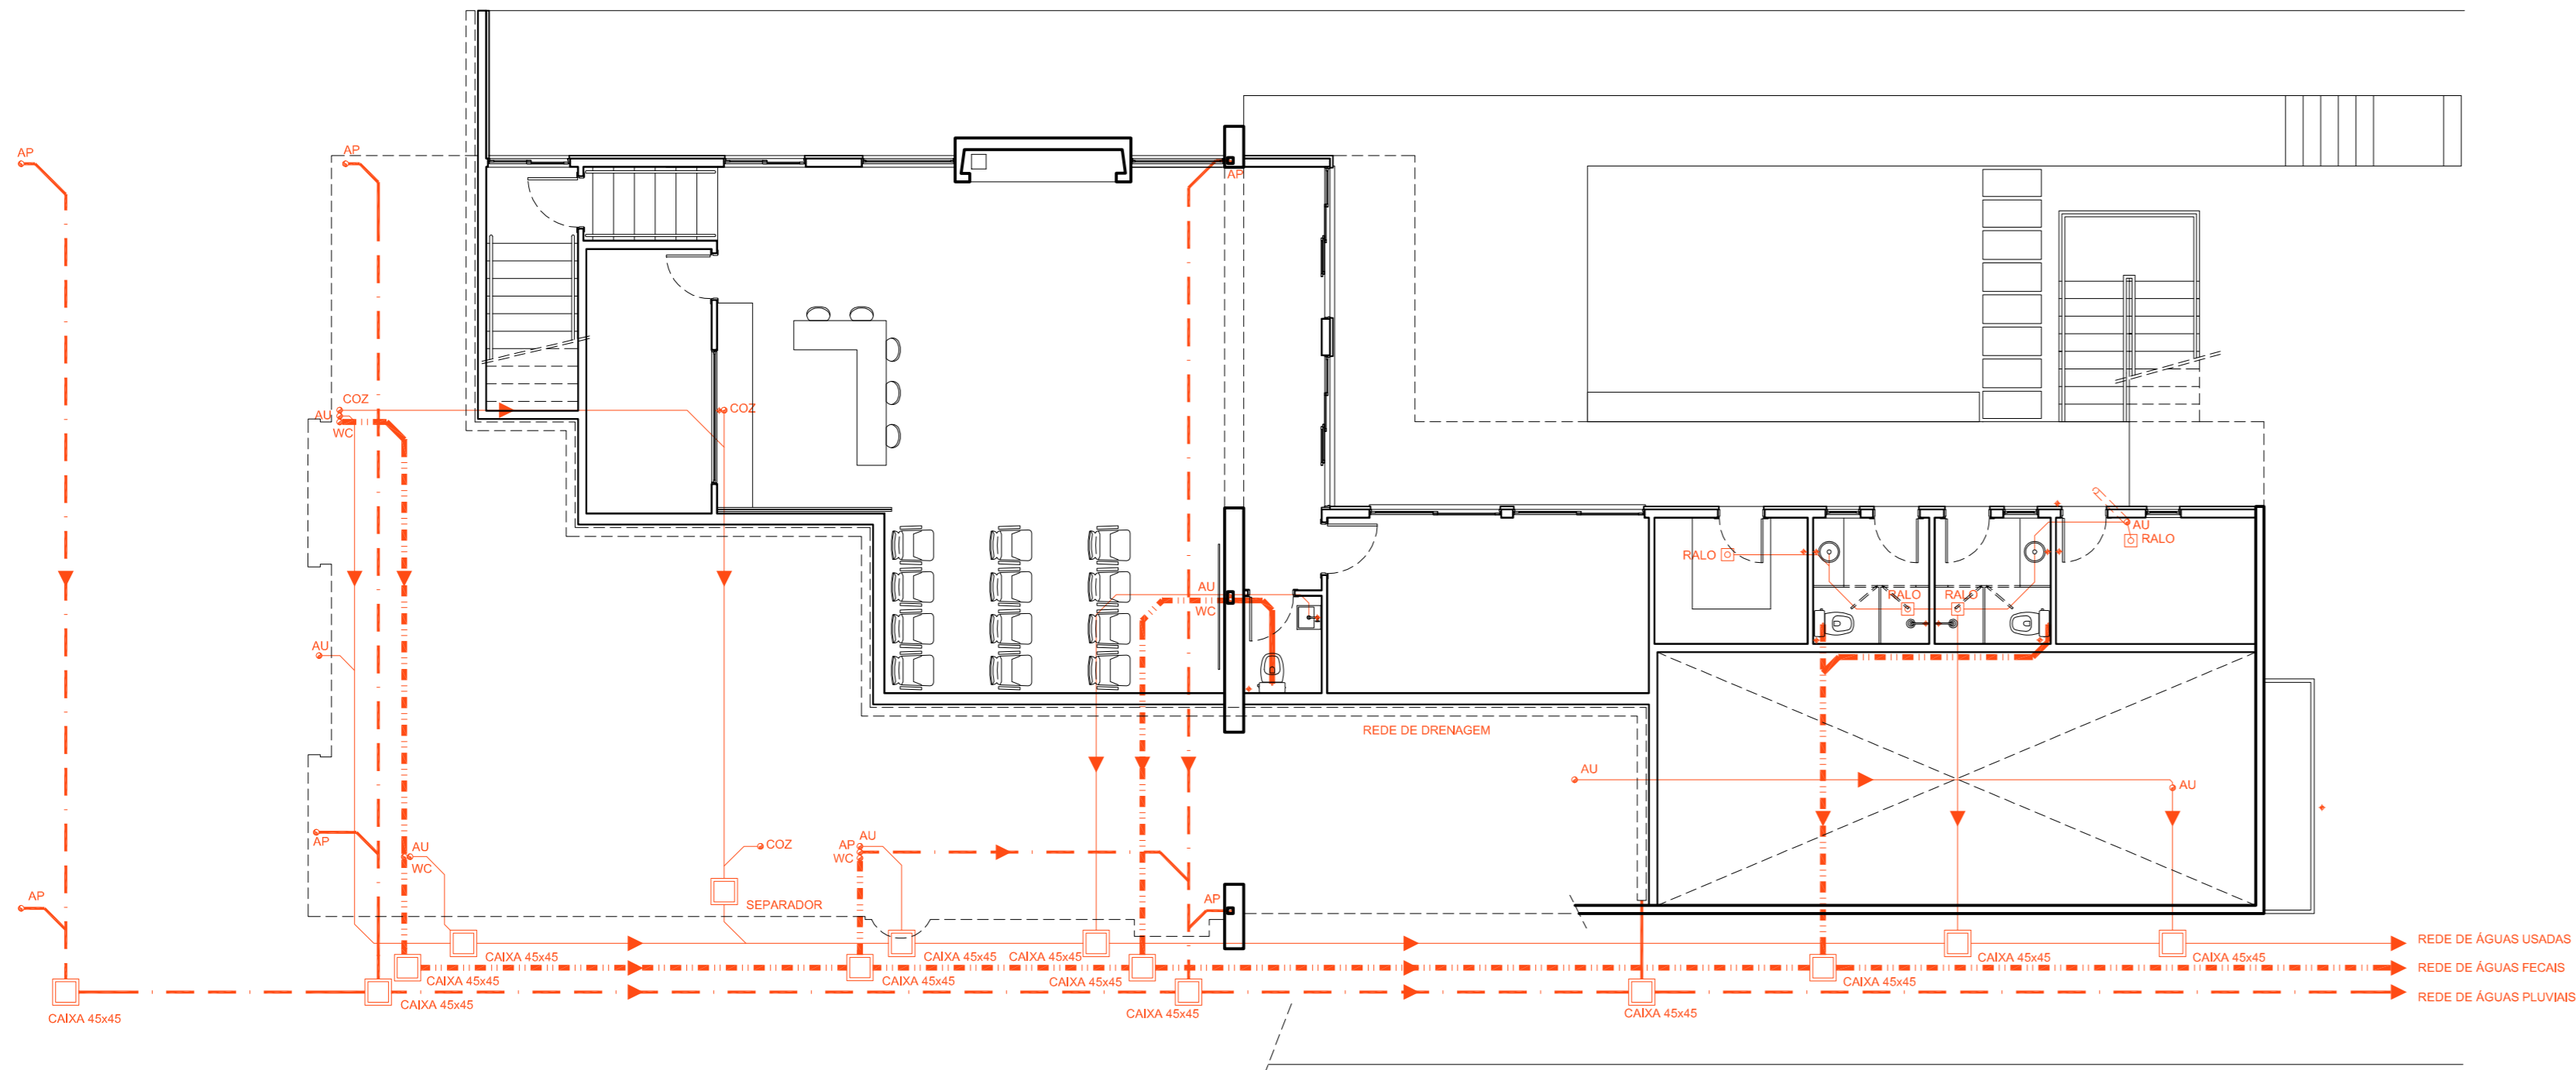 AP
AP
AP
COZ
COZ
AU
WC
AU
RALO
RALO
AU
WC
RALO
RALO
AU
REDE DE DRENAGEM
AU
AU
AP
AU
WC
COZ
AU
AP
WC
AP
AP
SEPARADOR
REDE DE ÁGUAS USADAS
CAIXA 45x45
CAIXA 45x45
CAIXA 45x45
CAIXA 45x45
CAIXA 45x45
REDE DE ÁGUAS FECAIS
CAIXA 45x45
CAIXA 45x45
CAIXA 45x45
CAIXA 45x45
REDE DE ÁGUAS PLUVIAIS
CAIXA 45x45
CAIXA 45x45
CAIXA 45x45
CAIXA 45x45